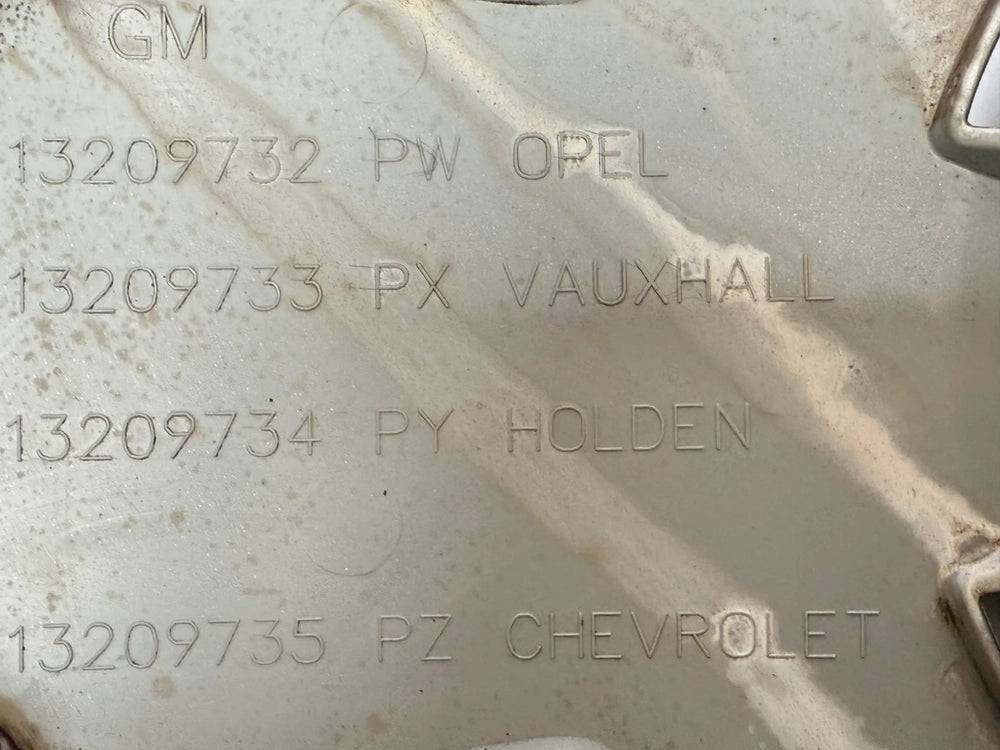 GM
13209732 PW OPEL
13209733 PX VAUXHALL
13209734 PY HOLDEN
13209735 PZ CHEVROLET